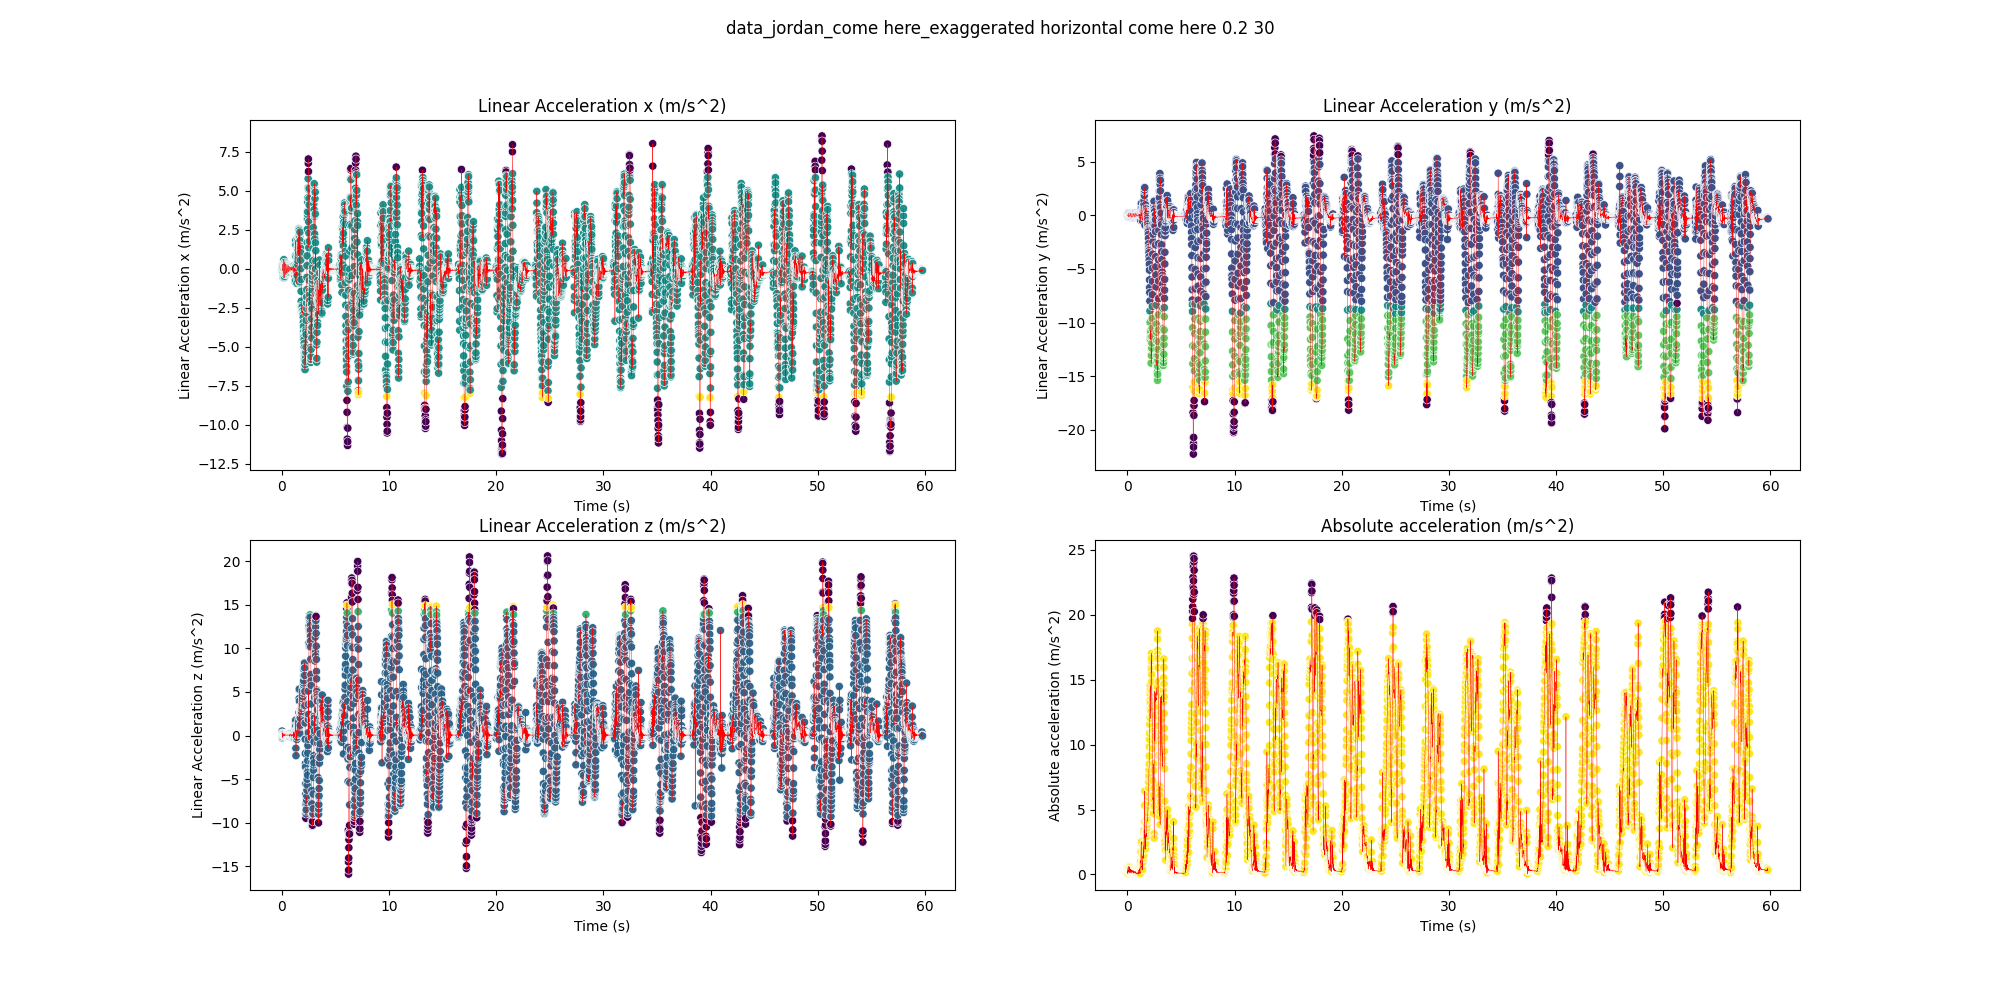 data_jordan_come here_exaggerated horizontal come here 0.2 30
Linear Acceleration x (m/s^2)
Linear Acceleration x (m/s^2)
7.5
5.0
2.5
0.0
−2.5
−5.0
−7.5
−10.0
−12.5
0 10 20 30 40 50 60
Time (s)
Linear Acceleration y (m/s^2)
Linear Acceleration y (m/s^2)
5
0
−5
−10
−15
−20
0 10 20 30 40 50 60
Time (s)
Linear Acceleration z (m/s^2)
Linear Acceleration z (m/s^2)
20
15
10
5
0
−5
−10
−15
0 10 20 30 40 50 60
Time (s)
Absolute acceleration (m/s^2)
Absolute acceleration (m/s^2)
25
20
15
10
5
0
0 10 20 30 40 50 60
Time (s)